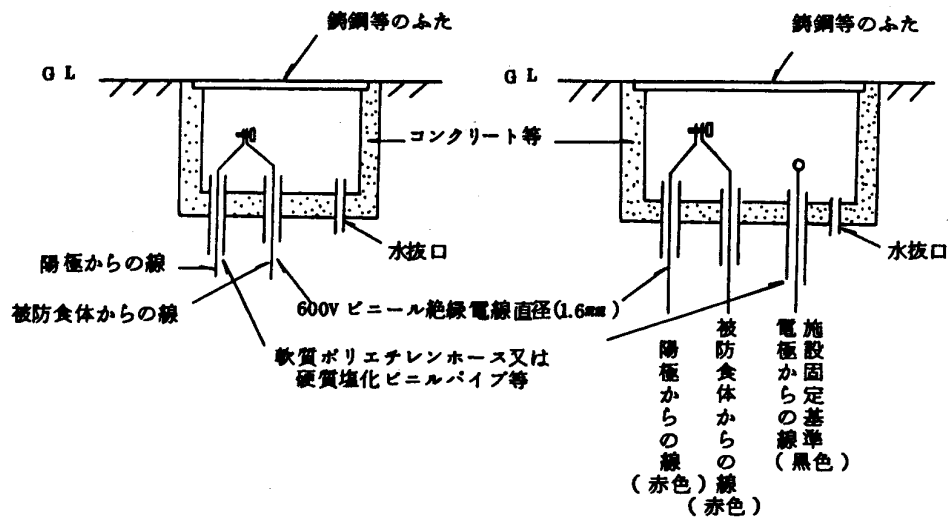 鋳鋼等のふた
鋳鋼等のふた
GL
GL
コンクリート等
水抜口
水抜口
陽極からの線
被防食体からの線
600Vビニール絶縁電線直径(1.6mm)
軟質ポリエチレンホース又は
硬質塩化ビニルパイプ等
陽極からの線(赤色)
被防食体からの線(赤色)
施設固定基準
電極からの線(黒色)